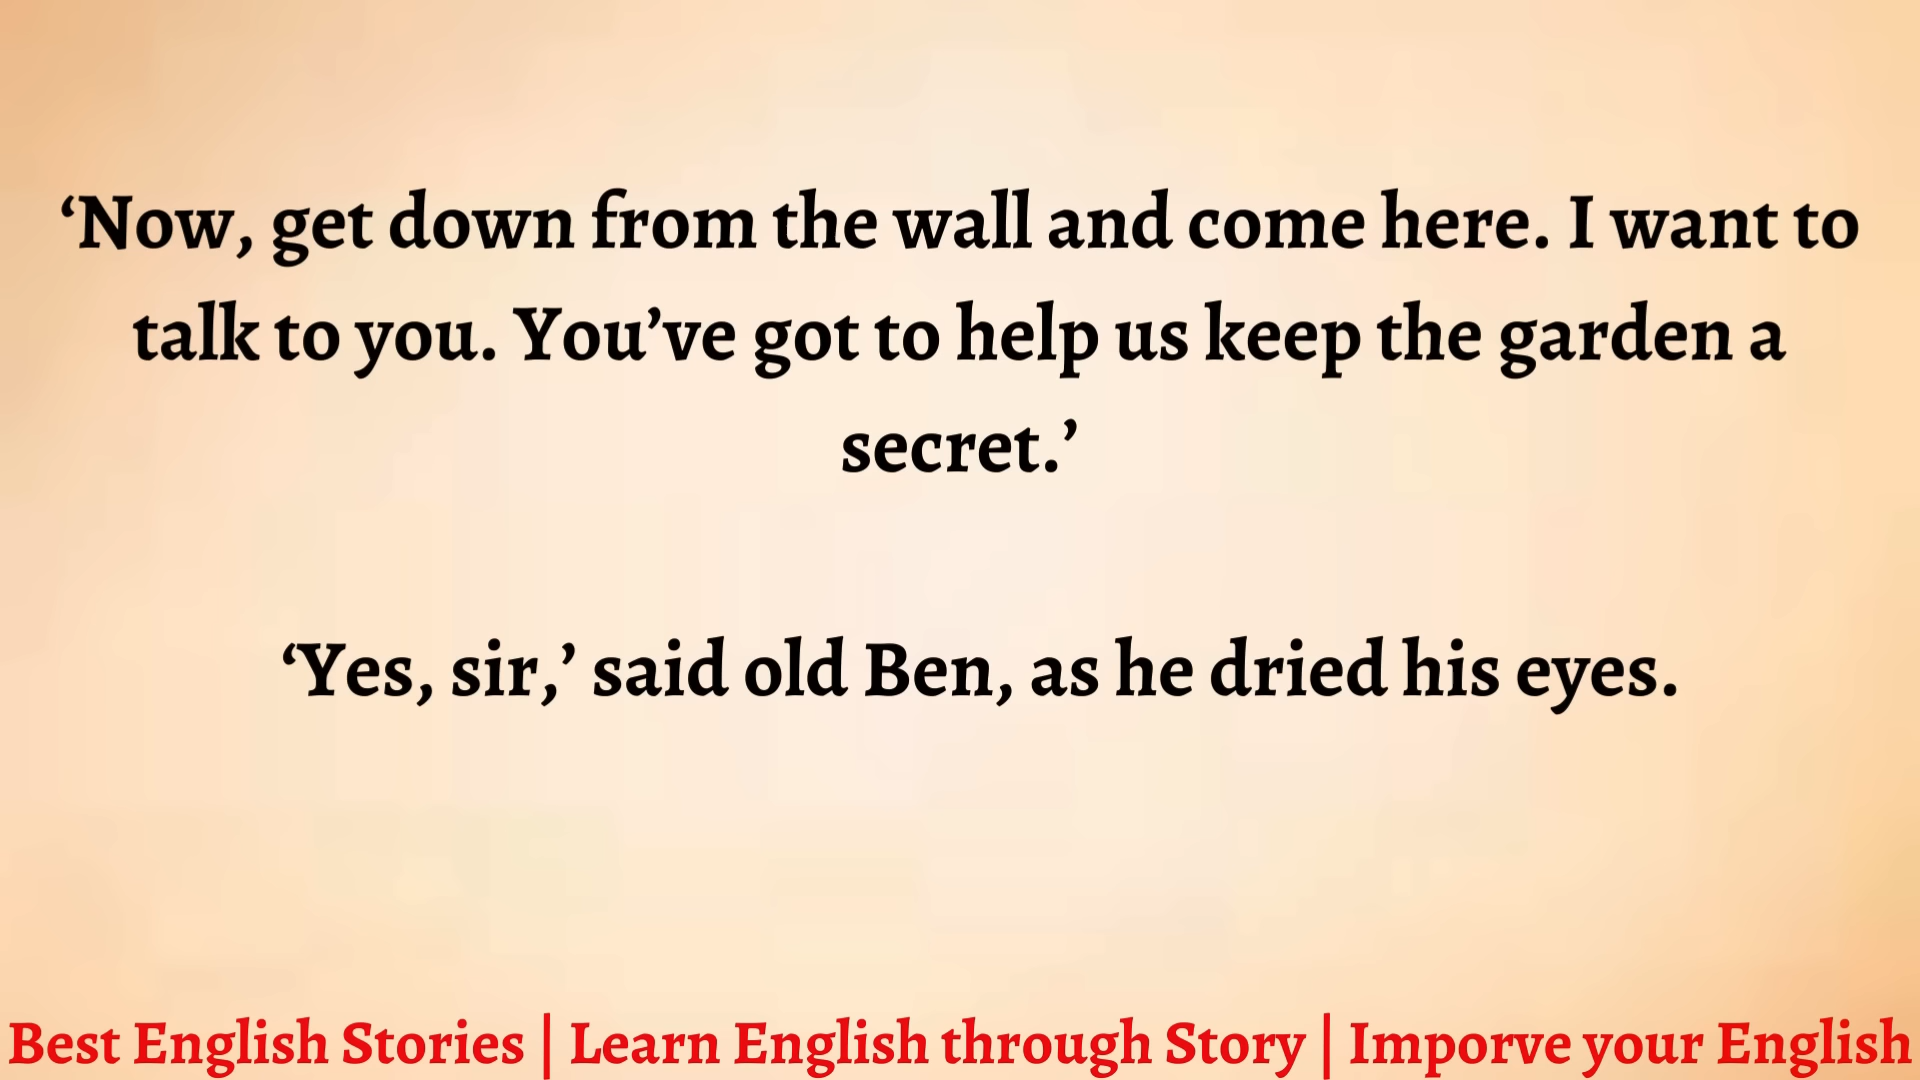 ‘Now, get down from the wall and come here. I want to
talk to you. You’ve got to help us keep the garden a
secret.’
‘Yes, sir,’ said old Ben, as he dried his eyes.
Best English Stories | Learn English through Story | Imporve your English